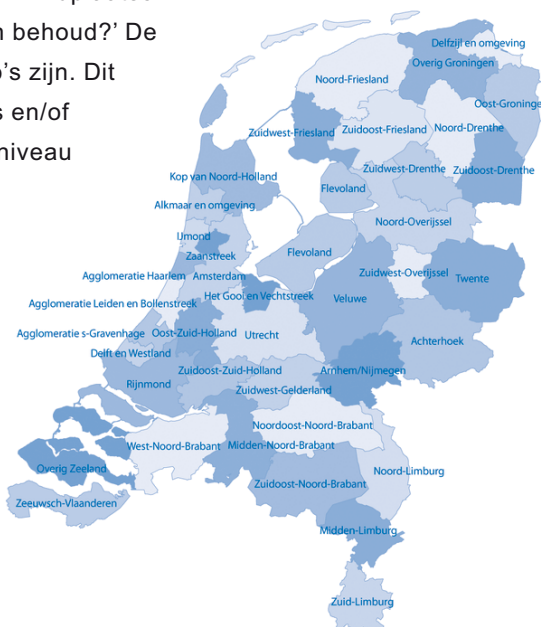 n behoud?’ De
o’s zijn. Dit
s en/of
niveau
Delfzijl en omgeving
Overig Groningen
Noord-Friesland
Oost-Groninge
Zuidwest-Friesland
Zuidoost-Friesland
Noord-Drenthe
Zuidwest-Drenthe
Zuidoost-Drenthe
Kop van Noord-Holland
Flevoland
Alkmaar en omgeving
Noord-Overijssel
IJmond
Zaanstreek
Flevoland
Agglomeratie Haarlem
Amsterdam
Zuidwest-Overijssel
Twente
Het Gooi en Vechtstreek
Veluwe
Agglomeratie Leiden en Bollenstreek
Agglomeratie s-Gravenhage
Oost-Zuid-Holland
Utrecht
Achterhoek
Delft en Westland
Zuidoost-Zuid-Holland
Arnhem/Nijmegen
Rijnmond
Zuidwest-Gelderland
Noordoost-Noord-Brabant
West-Noord-Brabant
Midden-Noord-Brabant
Overig Zeeland
Noord-Limburg
Zuidoost-Noord-Brabant
Zeeuwsch-Vlaanderen
Midden-Limburg
Zuid-Limburg